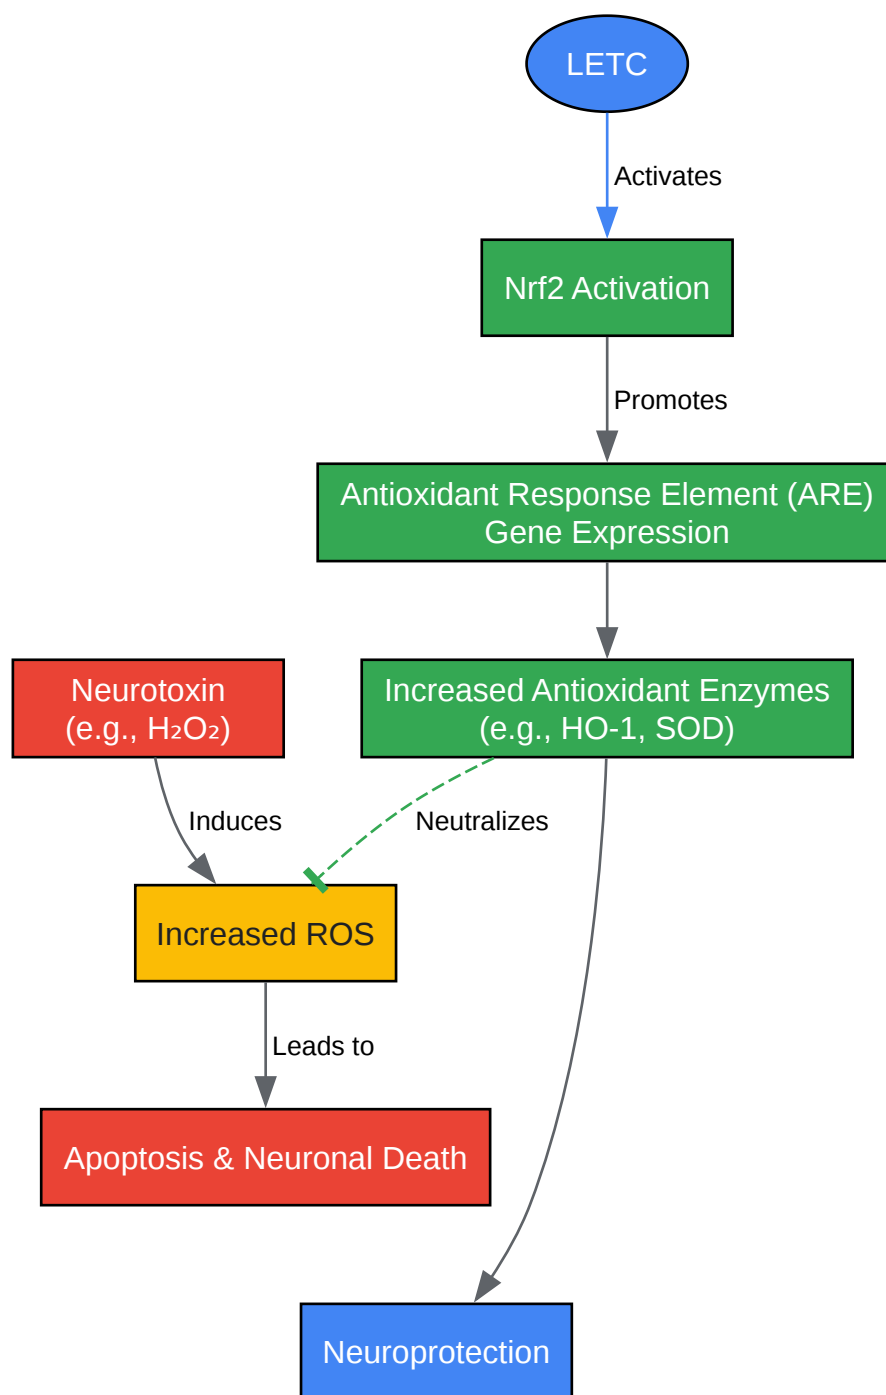 LETC
Activates
Nrf2 Activation
Promotes
Antioxidant Response Element (ARE)
Gene Expression
Neurotoxin
(e.g., H₂O₂)
Increased Antioxidant Enzymes
(e.g., HO-1, SOD)
Induces
Neutralizes
Increased ROS
Leads to
Apoptosis & Neuronal Death
Neuroprotection